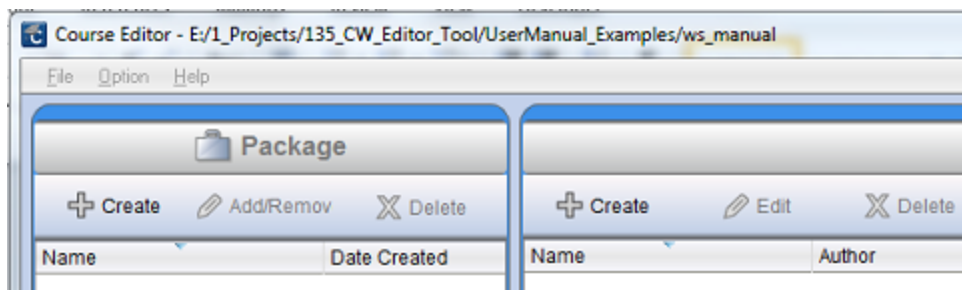 Course Editor - E:/1_Projects/135_CW_Editor_Tool/UserManual_Examples/ws_manual
File Option Help
Package
Create Add/Remov Delete
Create Edit Delete
Name Date Created
Name Author